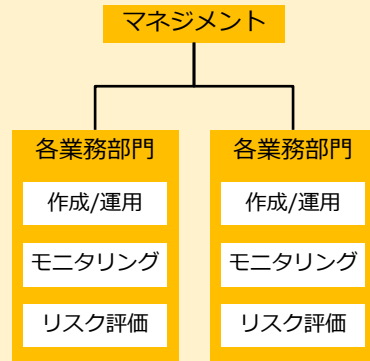 マネジメント
各業務部門
作成/運用
モニタリング
リスク評価
各業務部門
作成/運用
モニタリング
リスク評価